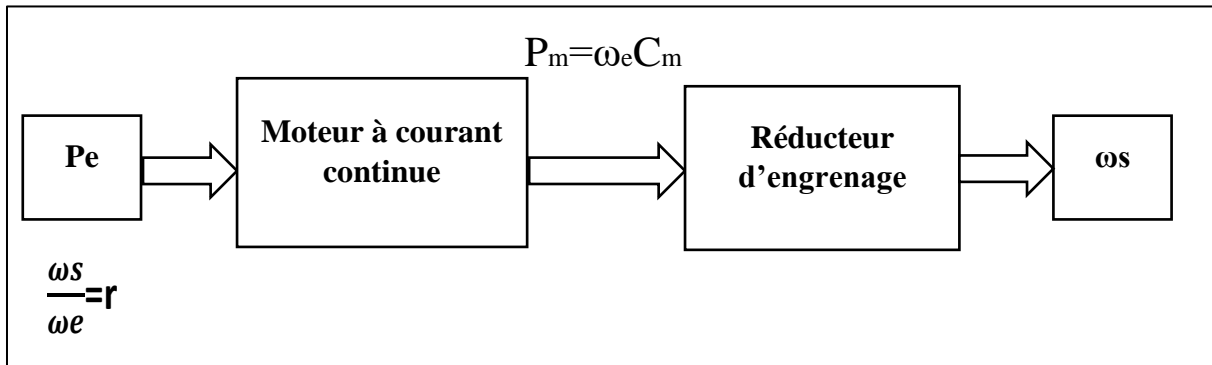 Pm=ωeCm
Pe
Moteur à courant
continue
Réducteur
d’engrenage
ωs
ωs
ωe
=r